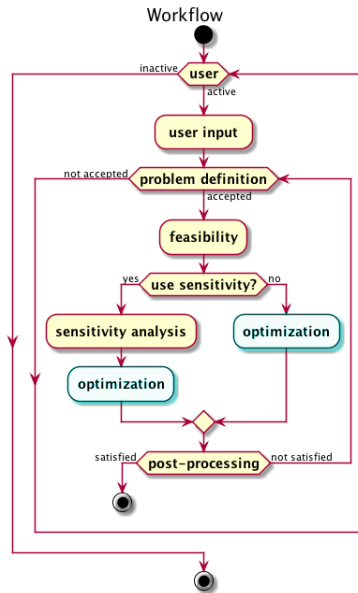 Workflow
inactive
user
active
user input
not accepted
problem definition
accepted
feasibility
yes
use sensitivity?
no
sensitivity analysis
optimization
optimization
satisfied
post-processing
not satisfied